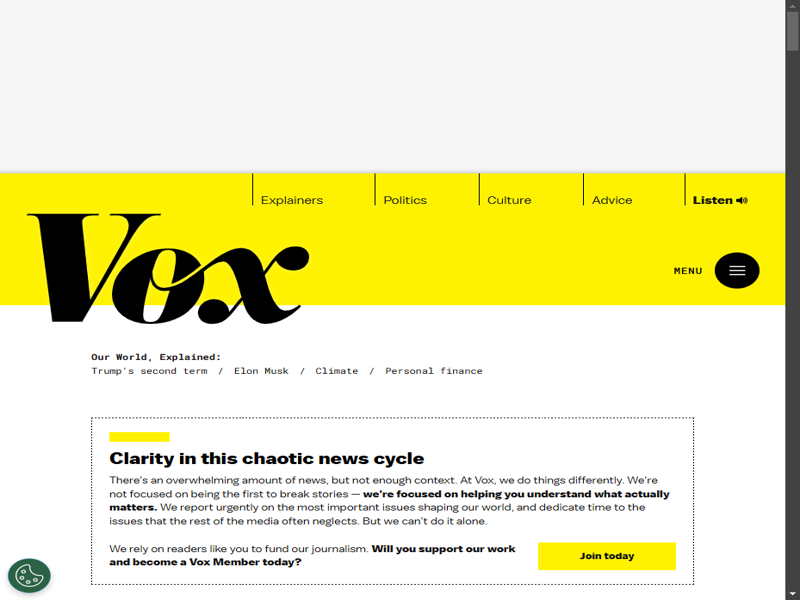 Explainers
Politics
Culture
Advice
Listen
Vox
MENU
Our World, Explained:
Trump's second term / Elon Musk / Climate / Personal finance
Clarity in this chaotic news cycle
There's an overwhelming amount of news, but not enough context. At Vox, we do things differently. We're
not focused on being the first to break stories — we're focused on helping you understand what actually
matters. We report urgently on the most important issues shaping our world, and dedicate time to the
issues that the rest of the media often neglects. But we can't do it alone.
We rely on readers like you to fund our journalism. Will you support our work
and become a Vox Member today?
Join today